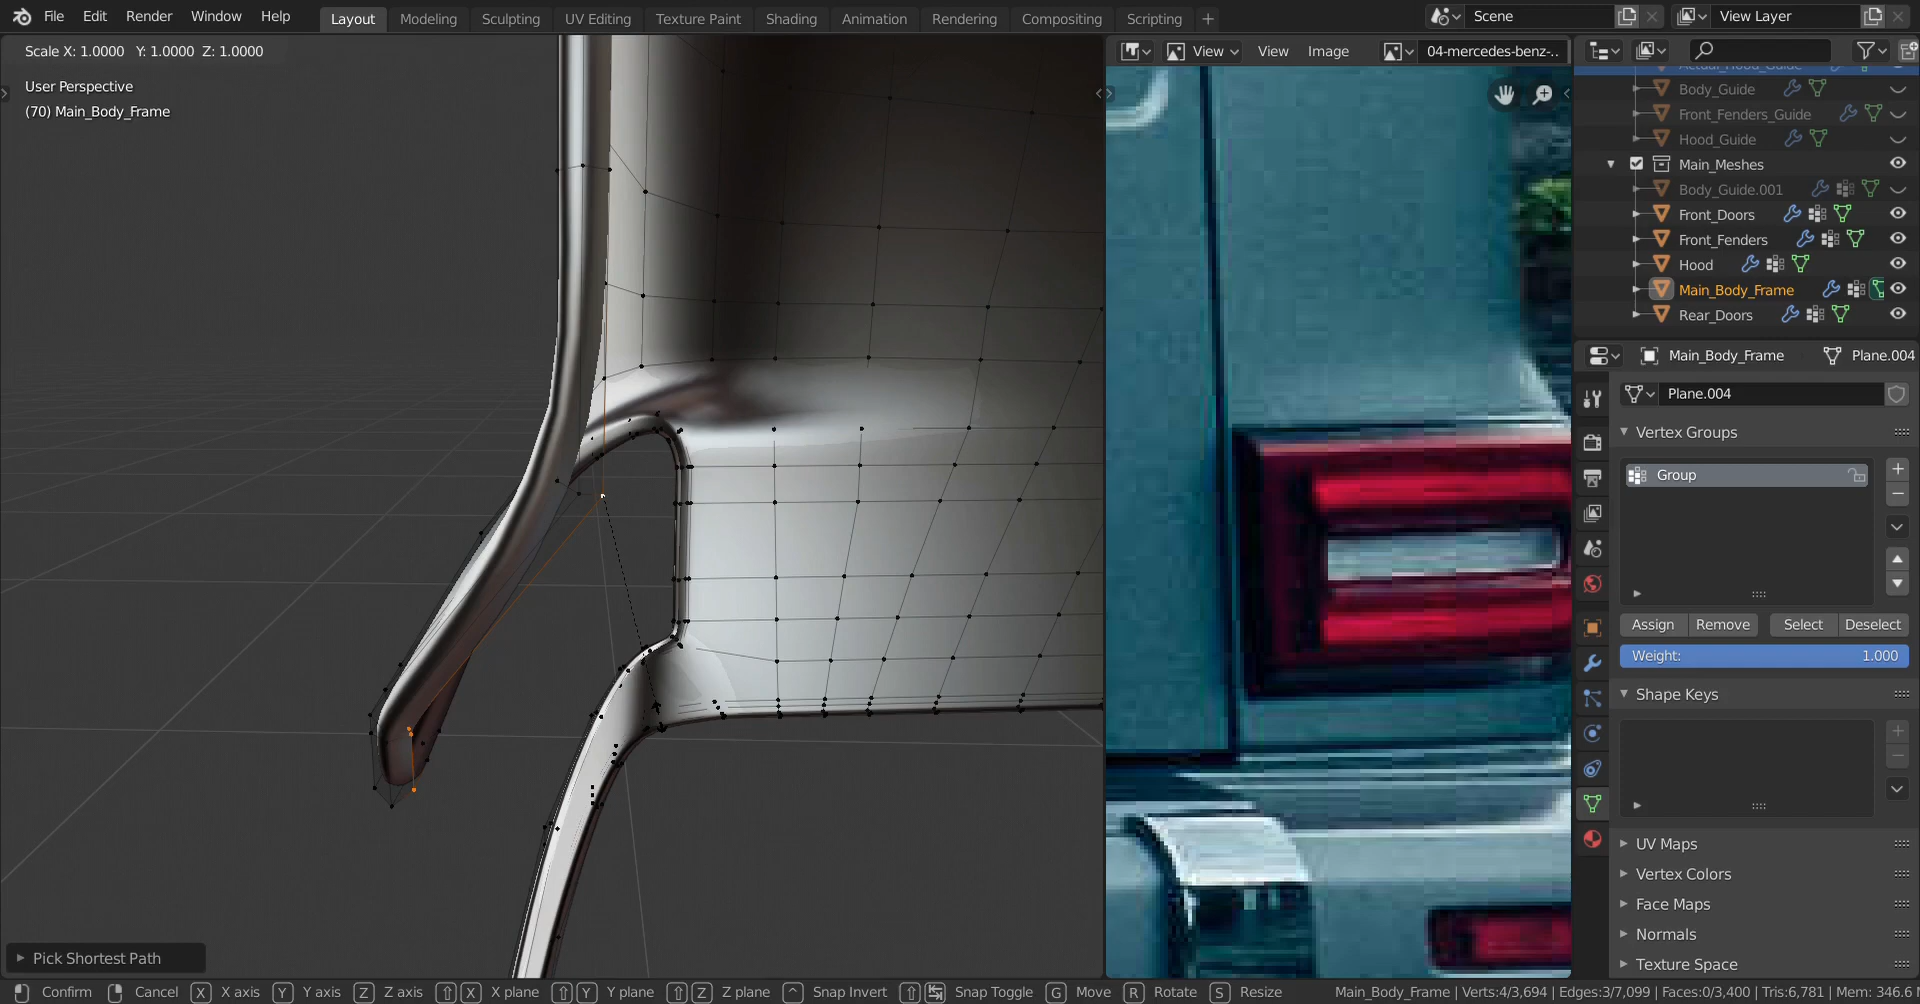 File Edit Render Window Help Layout Modeling Sculpting UV Editing Texture Paint Shading Animation Rendering Compositing Scripting + Scene View Layer
Scale X: 1.0000 Y: 1.0000 Z: 1.0000
User Perspective
(70) Main_Body_Frame
View View Image 04-mercedes-benz-..
Actual_Hood_Guide
Body_Guide
Front_Fenders_Guide
Hood_Guide
Main_Meshes
Body_Guide.001
Front_Doors
Front_Fenders
Hood
Main_Body_Frame
Rear_Doors
Main_Body_Frame Plane.004
Plane.004
Vertex Groups
Group
Assign Remove Select Deselect
Weight: 1.000
Shape Keys
UV Maps
Vertex Colors
Face Maps
Normals
Texture Space
Pick Shortest Path
Confirm Cancel X X axis Y Y axis Z Z axis X X plane Y Y plane Z Z plane ^ Snap Invert Snap Toggle G Move R Rotate S Resize Main_Body_Frame | Verts:4/3,694 | Edges:3/7,099 | Faces:0/3,400 | Tris:6,781 | Mem: 346.6